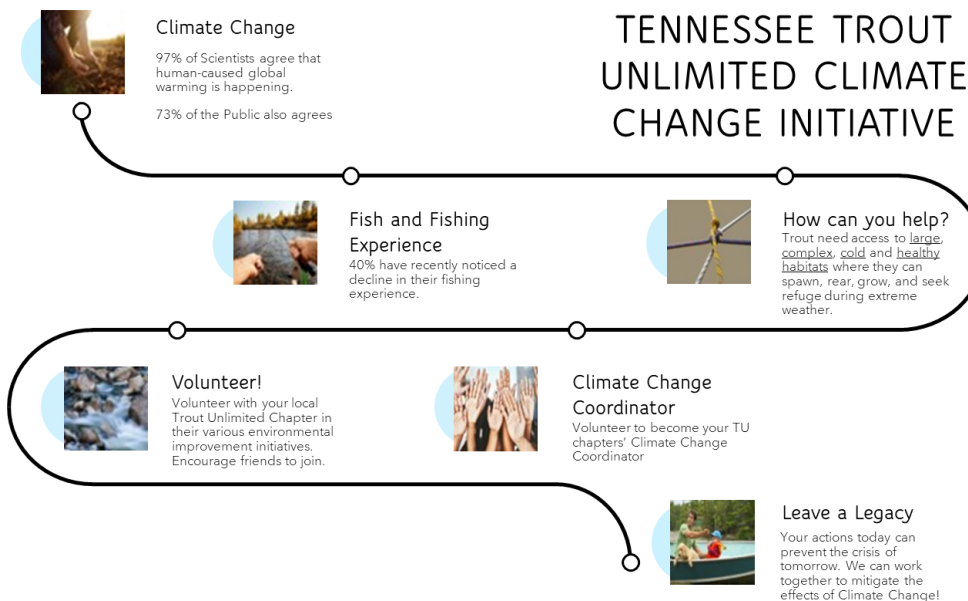 TENNESSEE TROUT
UNLIMITED CLIMATE
CHANGE INITIATIVE
Climate Change
97% of Scientists agree that
human-caused global
warming is happening.
73% of the Public also agrees
Fish and Fishing
Experience
40% have recently noticed a
decline in their fishing
experience.
How can you help?
Trout need access to large,
complex, cold and healthy
habitats where they can
spawn, rear, grow, and seek
refuge during extreme
weather.
Volunteer!
Volunteer with your local
Trout Unlimited Chapter in
their various environmental
improvement initiatives.
Encourage friends to join.
Climate Change
Coordinator
Volunteer to become your TU
chapters' Climate Change
Coordinator
Leave a Legacy
Your actions today can
prevent the crisis of
tomorrow. We can work
together to mitigate the
effects of Climate Change!